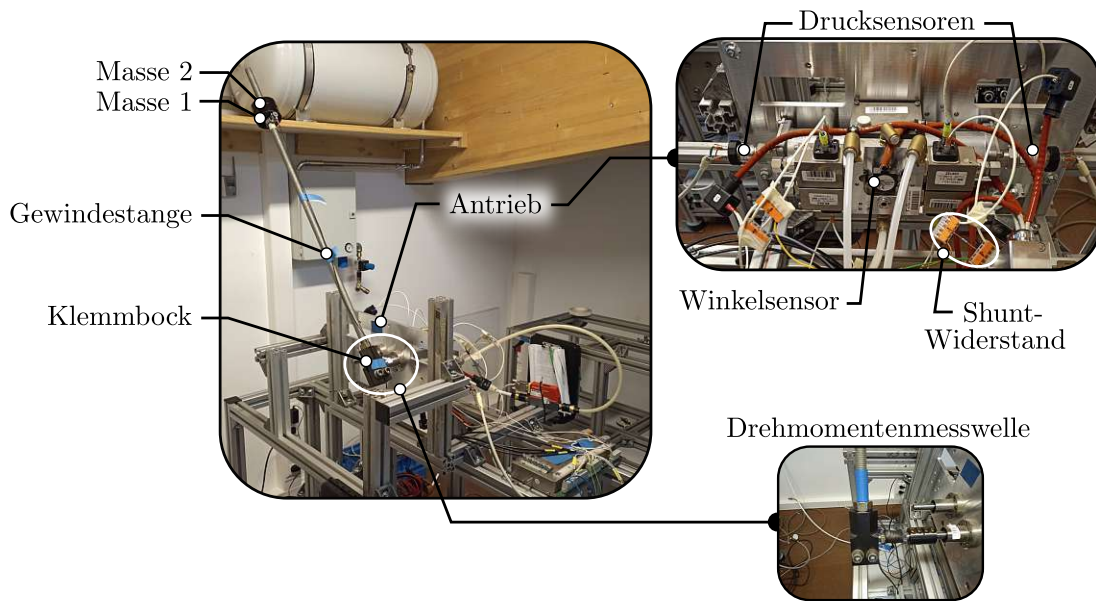 Drucksensoren
Masse 2
Masse 1
Gewindestange
Antrieb
Klemmbock
Winkelsensor
Shunt-
Widerstand
Drehmomentenmesswelle